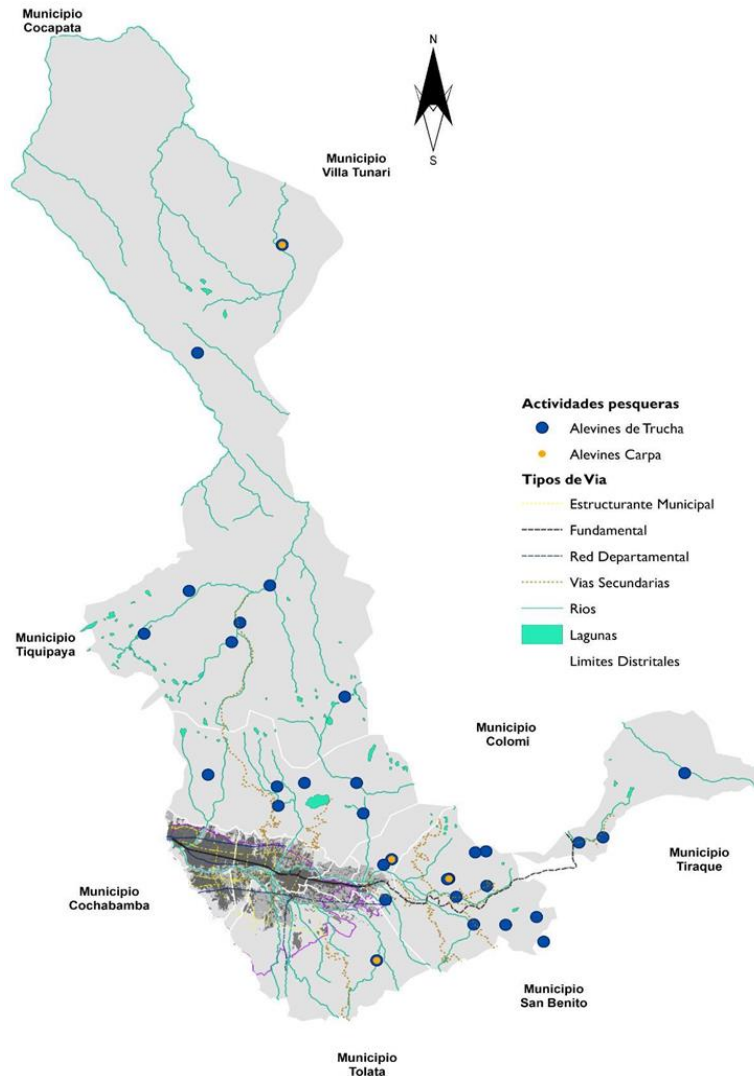 Municipio
Cocapata
N
S
Municipio
Villa Tunari
Actividades pesqueras
Alevines de Trucha
Alevines Carpa
Tipos de Via
Estructurante Municipal
Fundamental
Red Departamental
Vias Secundarias
Rios
Lagunas
Limites Distritales
Municipio
Tiquipaya
Municipio
Colomi
Municipio
Tiraque
Municipio
Cochabamba
Municipio
San Benito
Municipio
Tolata